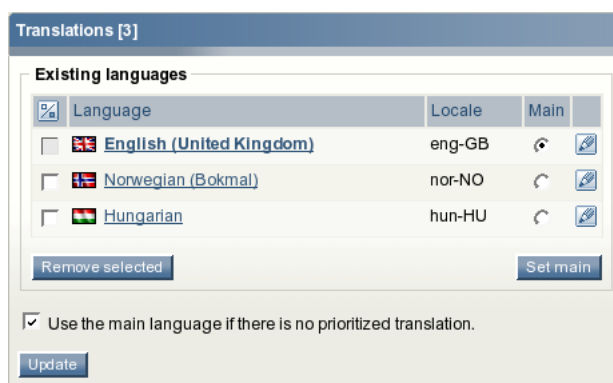 Translations [3]
Existing languages
Language Locale Main
English (United Kingdom) eng-GB
Norwegian (Bokmal) nor-NO
Hungarian hun-HU
Remove selected Set main
Use the main language if there is no prioritized translation.
Update